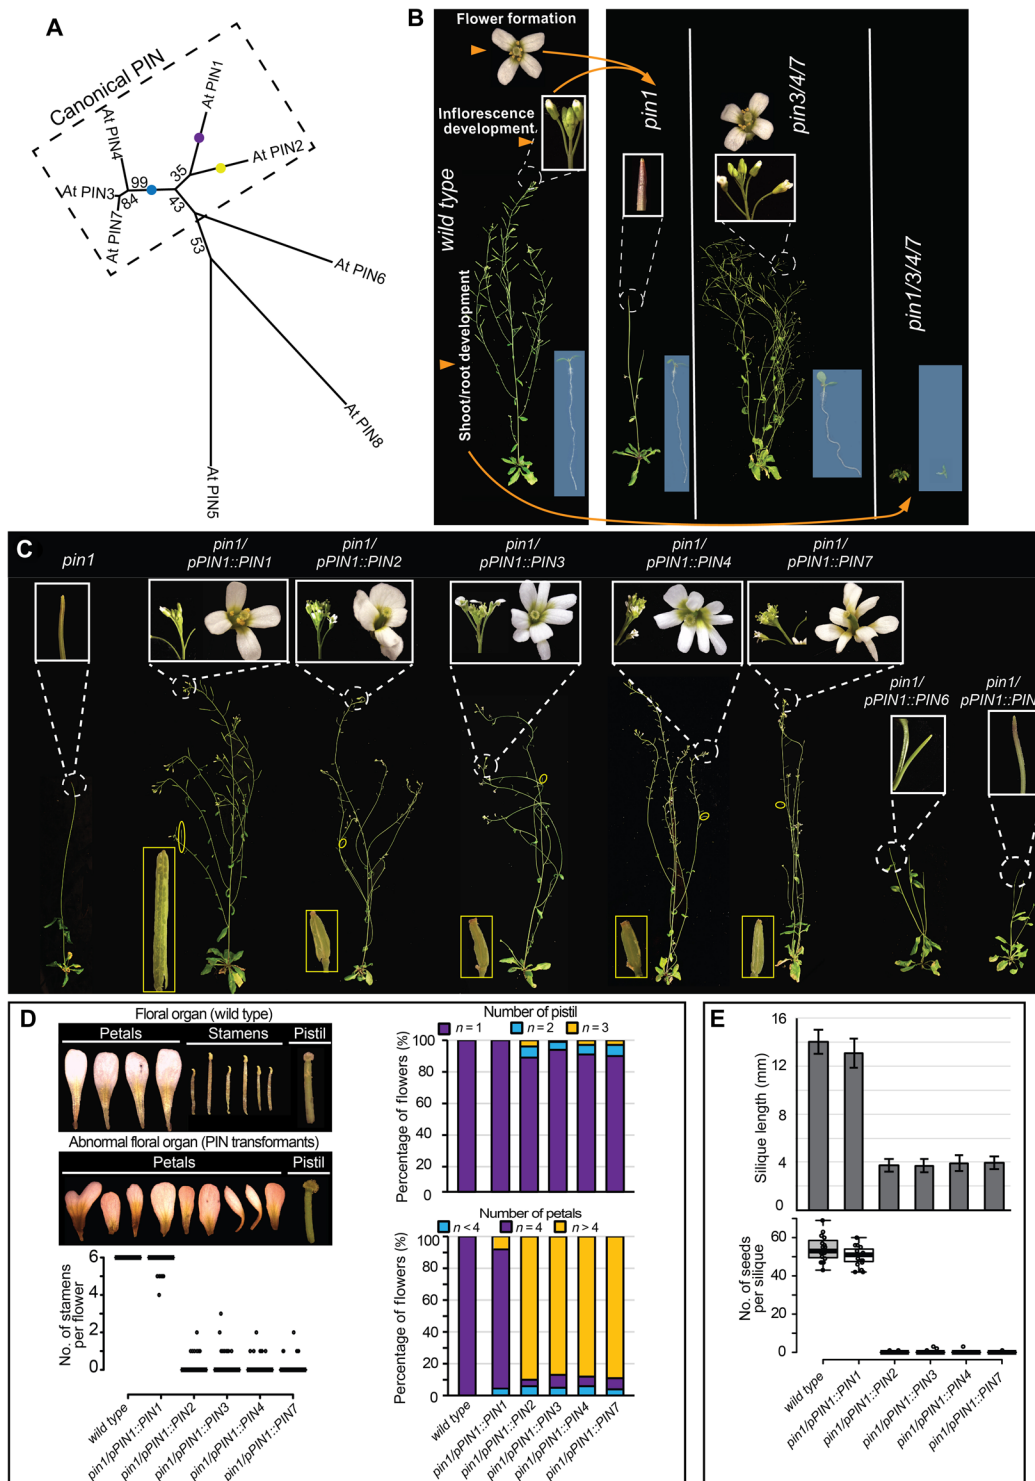 A
Canonical PIN
At PIN1
At PIN2
At PIN4
At PIN3
At PIN7
99
84
35
43
53
At PIN6
At PIN8
At PIN5
B
Flower formation
Inflorescence
development
wild type
Shoot/root development
pin1
pin3/4/7
pin1/3/4/7
C
pin1
pin1/
pPIN1::PIN1
pin1/
pPIN1::PIN2
pin1/
pPIN1::PIN3
pin1/
pPIN1::PIN4
pin1/
pPIN1::PIN7
pin1/
pPIN1::PIN6
pin1/
pPIN1::PIN
D
Floral organ (wild type)
Petals Stamens Pistil
Abnormal floral organ (PIN transformants)
Petals Pistil
No. of stamens
per flower
6
4
2
0
wild type
pin1/pPIN1::PIN1
pin1/pPIN1::PIN2
pin1/pPIN1::PIN3
pin1/pPIN1::PIN4
pin1/pPIN1::PIN7
Number of pistil
n = 1 n = 2 n = 3
Percentage of flowers (%)
100
80
60
40
20
0
Number of petals
n < 4 n = 4 n > 4
Percentage of flowers (%)
100
80
60
40
20
0
wild type
pin1/pPIN1::PIN1
pin1/pPIN1::PIN2
pin1/pPIN1::PIN3
pin1/pPIN1::PIN4
pin1/pPIN1::PIN7
E
Silique length (mm)
16
12
8
4
0
No. of seeds
per silique
60
40
20
0
wild type
pin1/pPIN1::PIN1
pin1/pPIN1::PIN2
pin1/pPIN1::PIN3
pin1/pPIN1::PIN4
pin1/pPIN1::PIN7